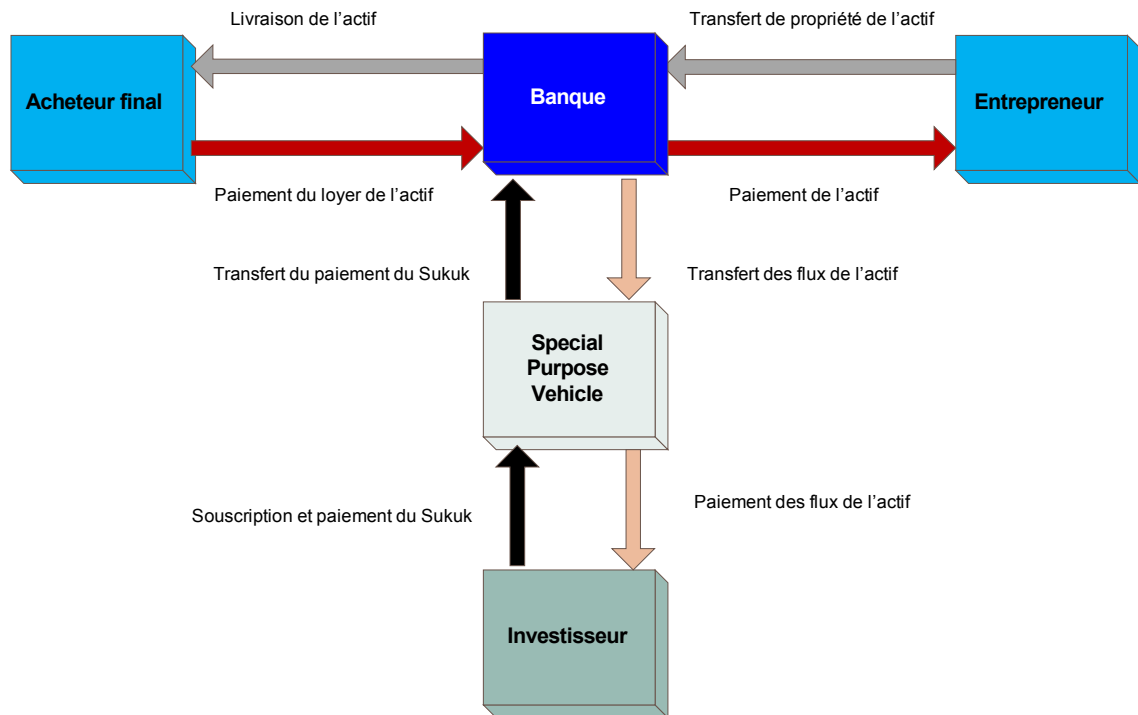 Livraison de l’actif
Transfert de propriété de l’actif
Acheteur final
Banque
Entrepreneur
Paiement du loyer de l’actif
Paiement de l’actif
Transfert du paiement du Sukuk
Transfert des flux de l’actif
Special
Purpose
Vehicle
Souscription et paiement du Sukuk
Paiement des flux de l’actif
Investisseur